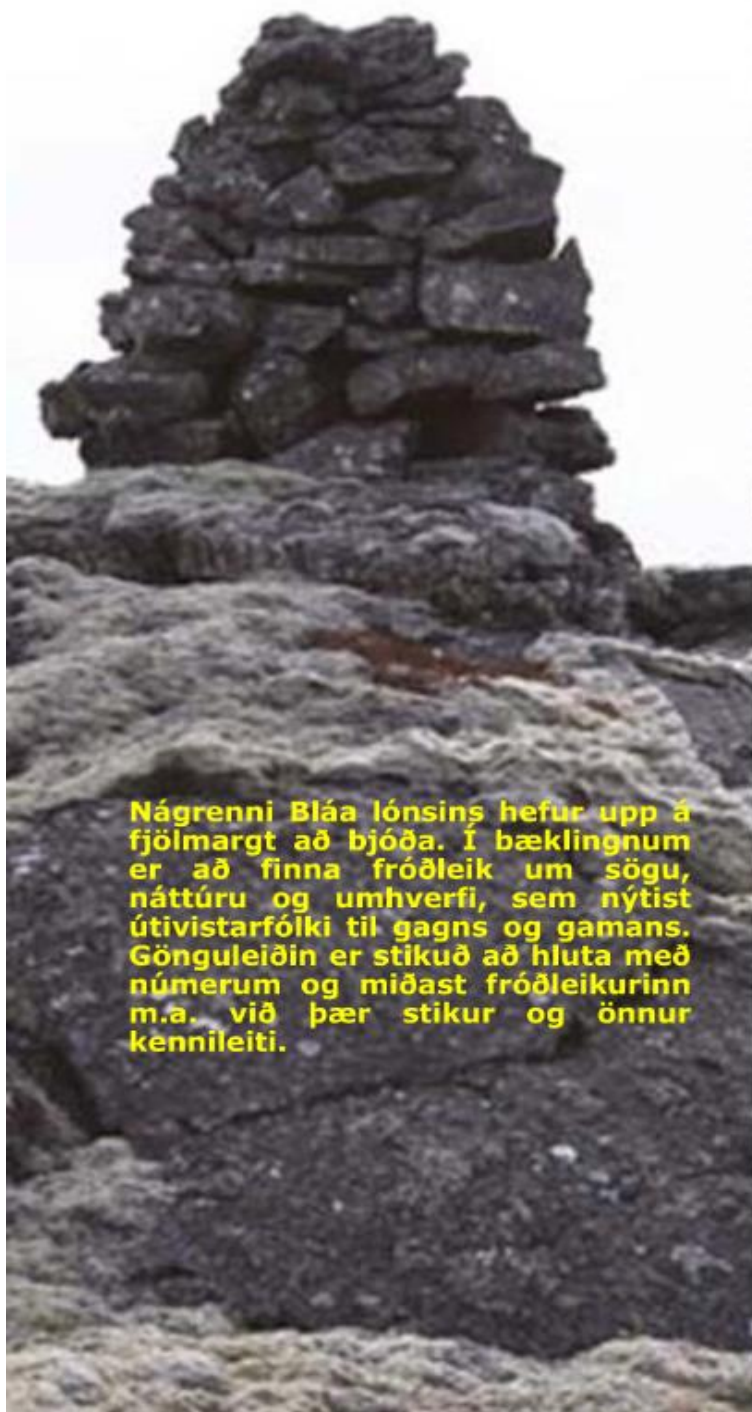 Nágrenni Bláa lónsins hefur upp á
fjölmargt að bjóða. Í bæklingnum
er að finna fróðleik um sögu,
náttúru og umhverfi, sem nýtist
útivistarfólki til gagns og gamans.
Gönguleiðin er stikuð að hluta með
númerum og miðast fróðleikurinn
m.a. við þær stikur og önnur
kennileiti.